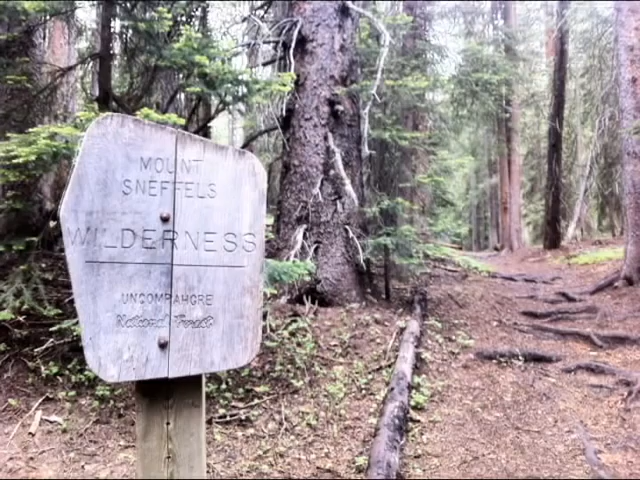 MOUNT
SNEFFELS
WILDERNESS
UNCOMPAHGRE
National Forest